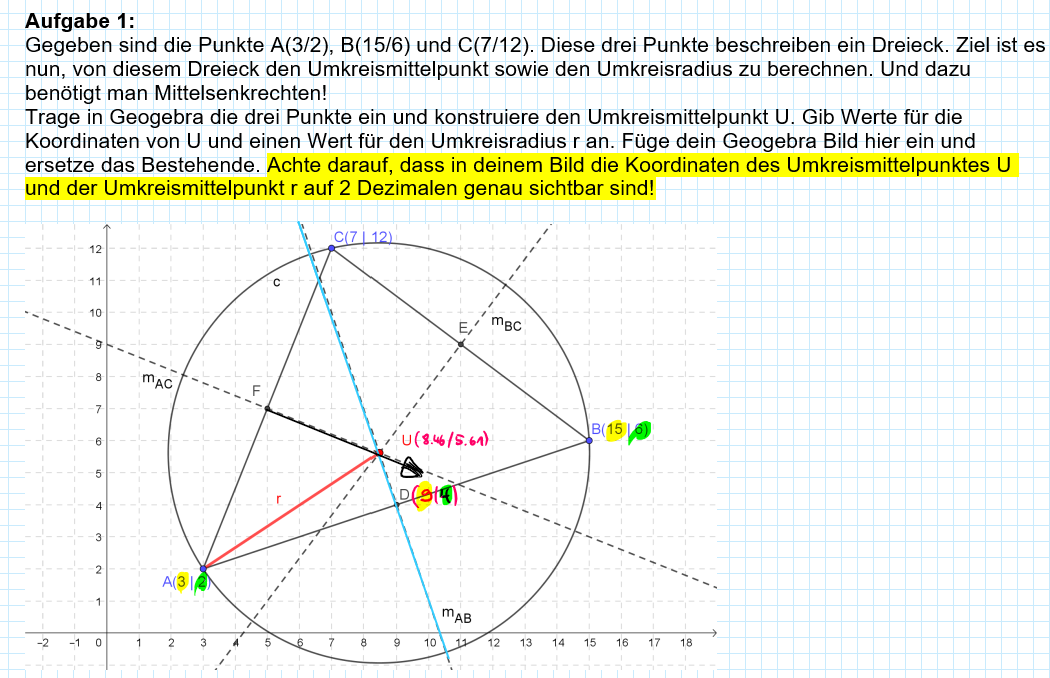 Aufgabe 1:
Gegeben sind die Punkte A(3/2), B(15/6) und C(7/12). Diese drei Punkte beschreiben ein Dreieck. Ziel ist es
nun, von diesem Dreieck den Umkreismittelpunkt sowie den Umkreisradius zu berechnen. Und dazu
benötigt man Mittelsenkrechten!
Trage in Geogebra die drei Punkte ein und konstruiere den Umkreismittelpunkt U. Gib Werte für die
Koordinaten von U und einen Wert für den Umkreisradius r an. Füge dein Geogebra Bild hier ein und
ersetze das Bestehende. Achte darauf, dass in deinem Bild die Koordinaten des Umkreismittelpunktes U
und der Umkreismittelpunkt r auf 2 Dezimalen genau sichtbar sind!
C(7 | 12)
12
c
11
10
E
mBC
9
mAC
8
F
7
B(15 | 6)
U(8.46/5.61)
6
5
D(9/4)
r
4
3
2
A(3 | 2)
1
mAB
-2 -1 0 1 2 3 4 5 6 7 8 9 10 11 12 13 14 15 16 17 18